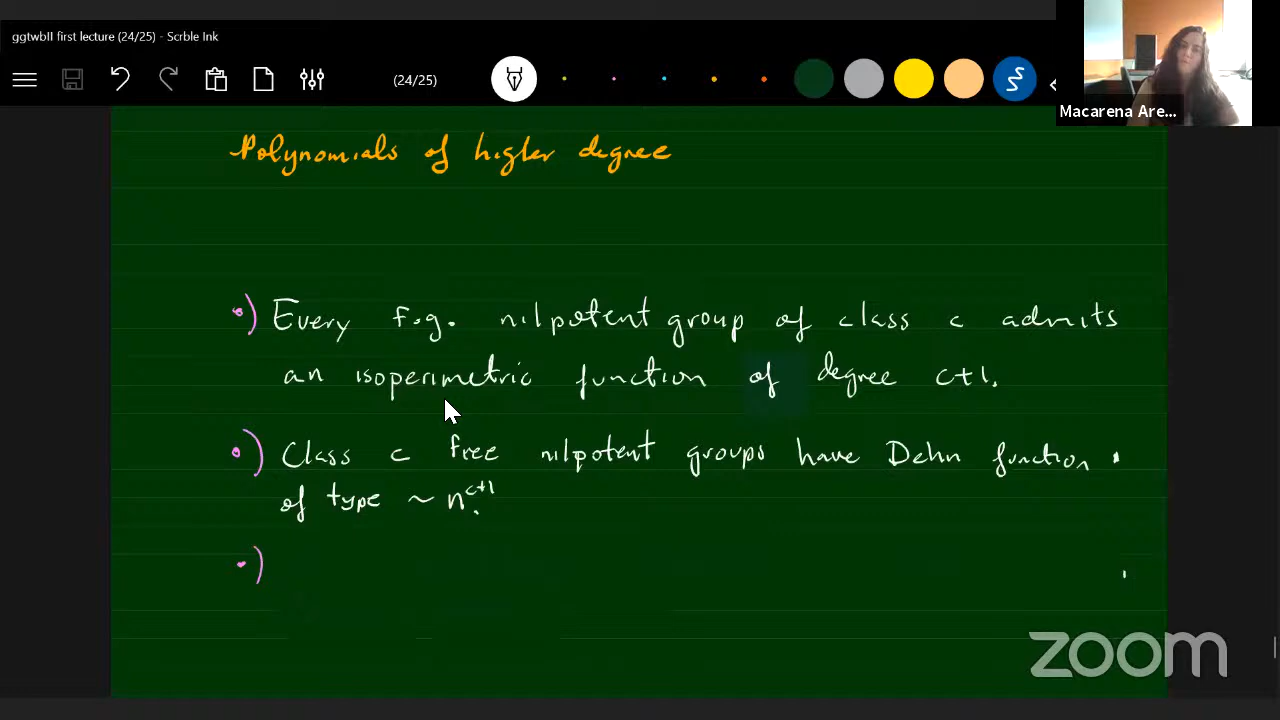 ggtwbII first lecture (24/25) - Scrble Ink
(24/25)
Macarena Are...
Polynomials of higher degree
•) Every f.g. nilpotent group of class c admits
an isoperimetric function of degree c+1.
•) Class c free nilpotent groups have Dehn function
of type ~ n^{c+1}.
•)
zoom